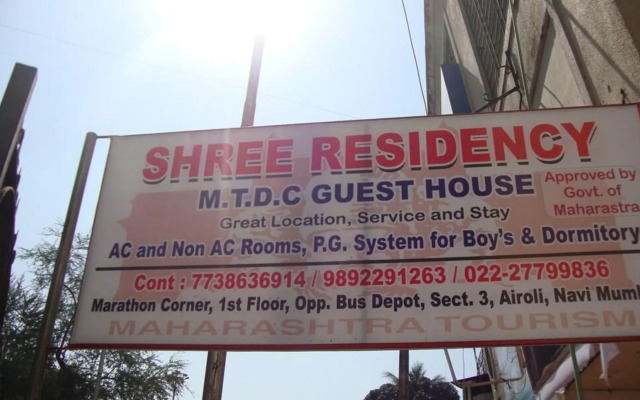 SHREE RESIDENCY
M.T.D.C GUEST HOUSE
Approved by
Govt. of
Maharastra
Great Location, Service and Stay
AC and Non AC Rooms, P.G. System for Boy's & Dormitory
Cont : 7738636914 / 9892291263 / 022-27799836
Marathon Corner, 1st Floor, Opp. Bus Depot, Sect. 3, Airoli, Navi Mum
MAHARASHTRA TOURISM